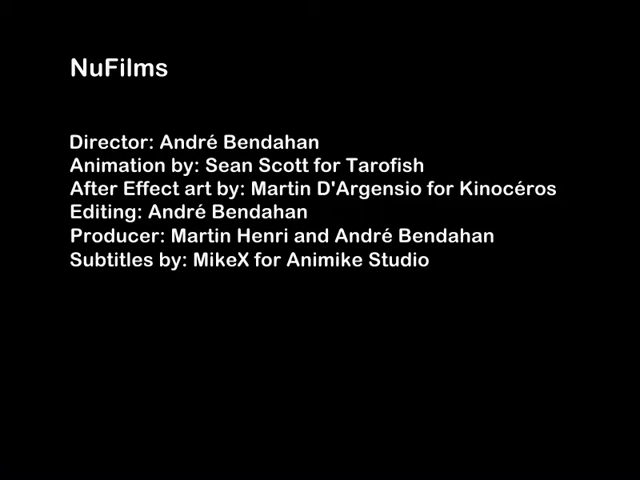 NuFilms
Director: André Bendahan
Animation by: Sean Scott for Tarofish
After Effect art by: Martin D'Argensio for Kinocéros
Editing: André Bendahan
Producer: Martin Henri and André Bendahan
Subtitles by: MikeX for Animike Studio